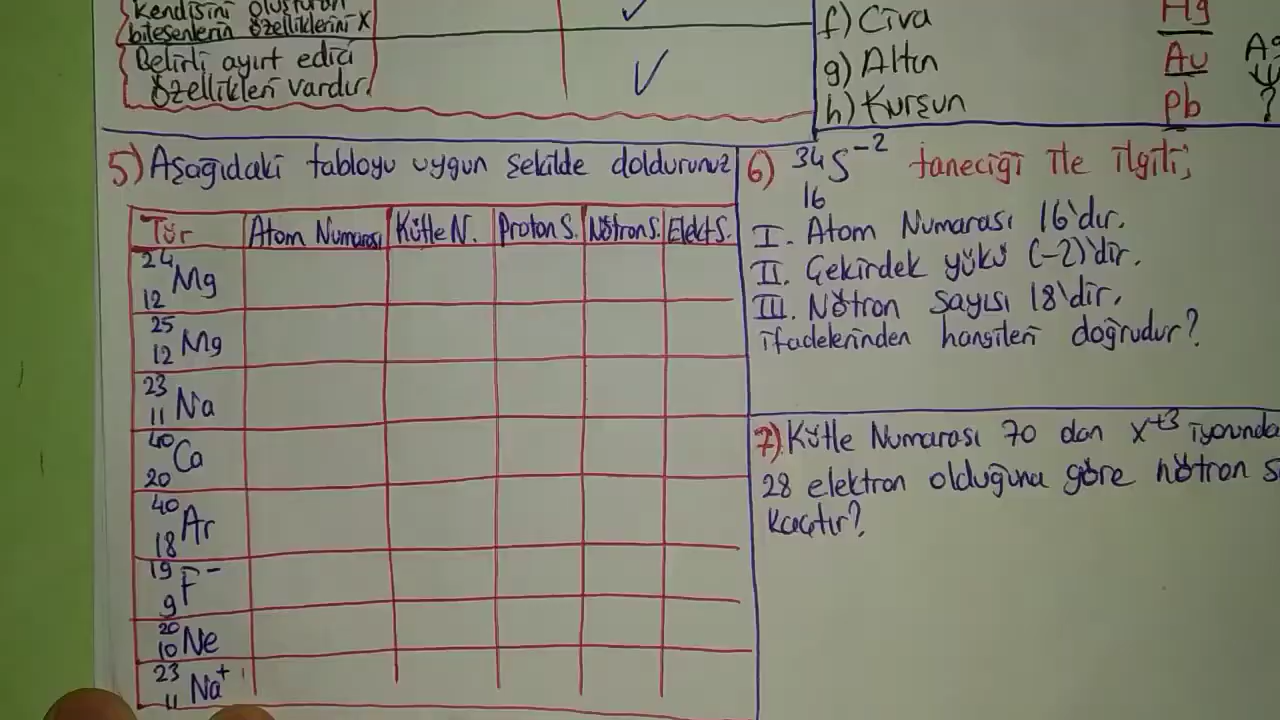 Kendisini oluşturan
bileşenlerin özelliklerini X
✓
Belirli ayırt edici
özellikleri vardır.
✓
f) Civa Hg
g) Altın Au
h) Kurşun Pb ?
5) Aşağıdaki tabloyu uygun şekilde doldurunuz
Tür Atom Numarası Kütle N. Proton S. Nötron S. Elekt S.
24
12 Mg
25
12 Mg
23
11 Na
40
20 Ca
40
18 Ar
19
9 F⁻
20
10 Ne
23
11 Na⁺
6) 34 S⁻² taneciği ile ilgili;
16
I. Atom Numarası 16'dır.
II. Çekirdek yükü (-2)'dir.
III. Nötron sayısı 18'dir.
ifadelerinden hangileri doğrudur?
7) Kütle Numarası 70 olan X⁺³ iyonunda
28 elektron olduğuna göre nötron s
kaçtır?